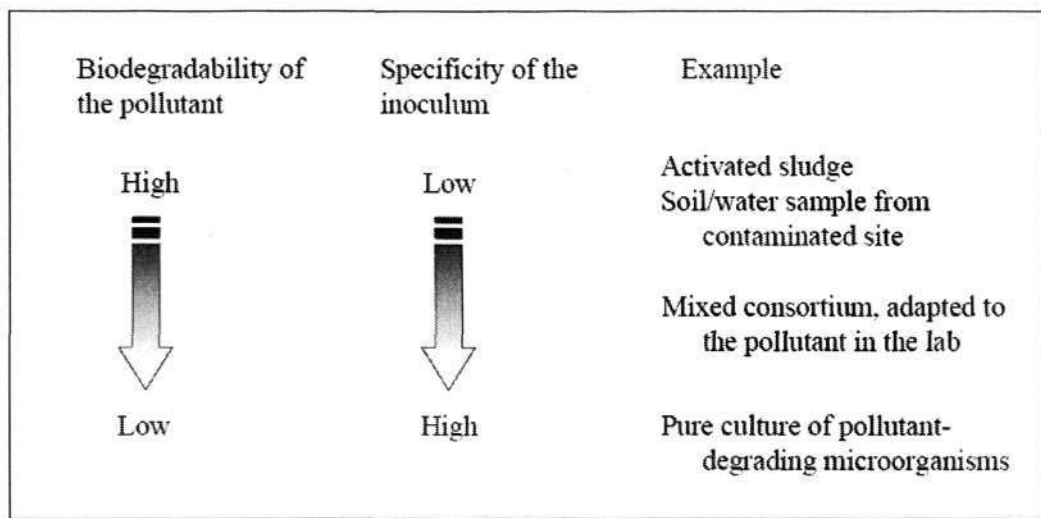 Biodegradability of
the pollutant
Specificity of the
inoculum
Example
High
Low
Activated sludge
Soil/water sample from
contaminated site
Mixed consortium, adapted to
the pollutant in the lab
Low
High
Pure culture of pollutant-
degrading microorganisms